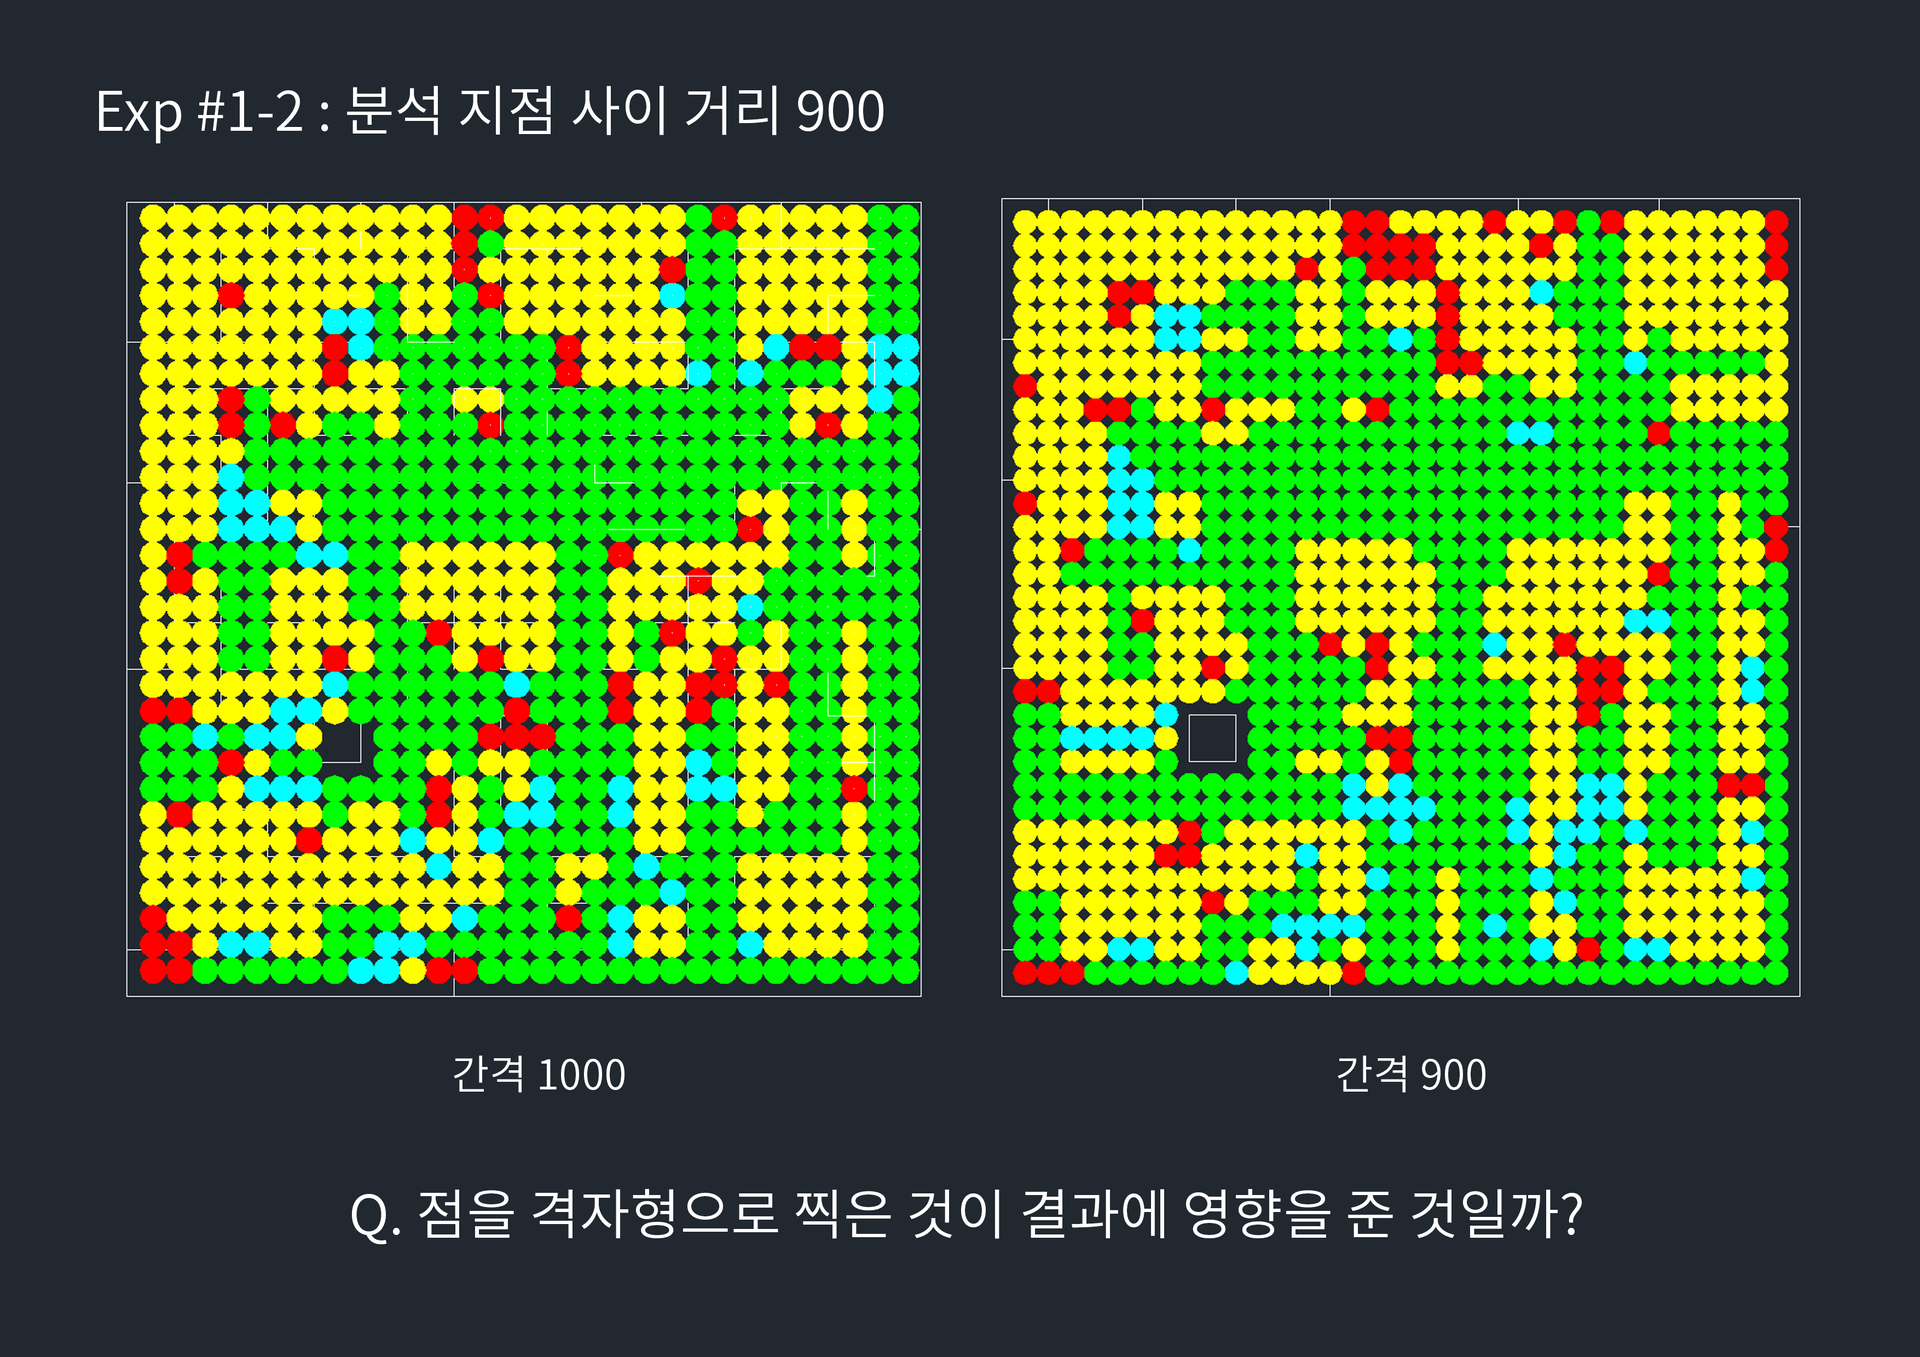 Exp #1-2 : 분석 지점 사이 거리 900
간격 1000
간격 900
Q. 점을 격자형으로 찍은 것이 결과에 영향을 준 것일까?